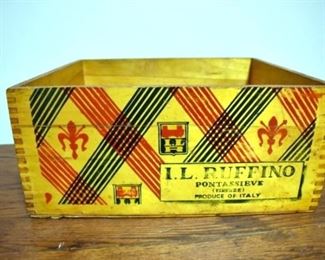 I.L. RUFFINO
PONTASSIEVE
(FIRENZE)
PRODUCE OF ITALY